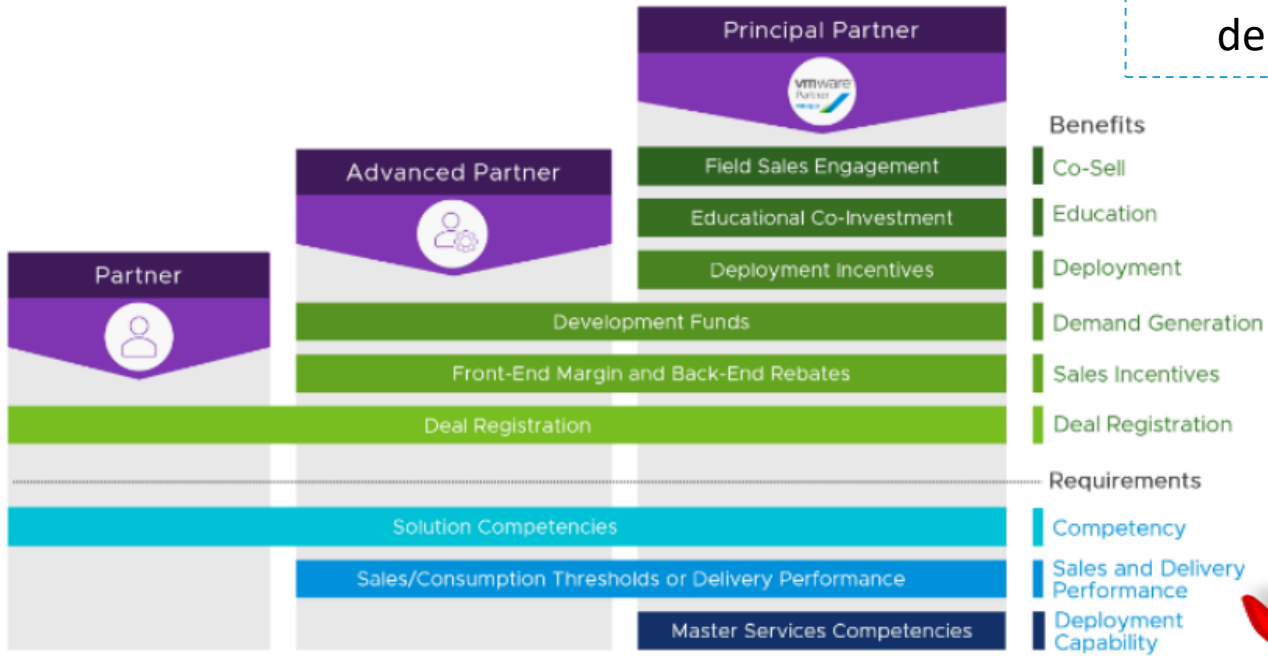 de
Principal Partner
vmware
Partner
Benefits
Advanced Partner
Field Sales Engagement
Co-Sell
Educational Co-Investment
Education
Partner
Deployment Incentives
Deployment
Development Funds
Demand Generation
Front-End Margin and Back-End Rebates
Sales Incentives
Deal Registration
Deal Registration
Requirements
Solution Competencies
Competency
Sales/Consumption Thresholds or Delivery Performance
Sales and Delivery
Performance
Master Services Competencies
Deployment
Capability